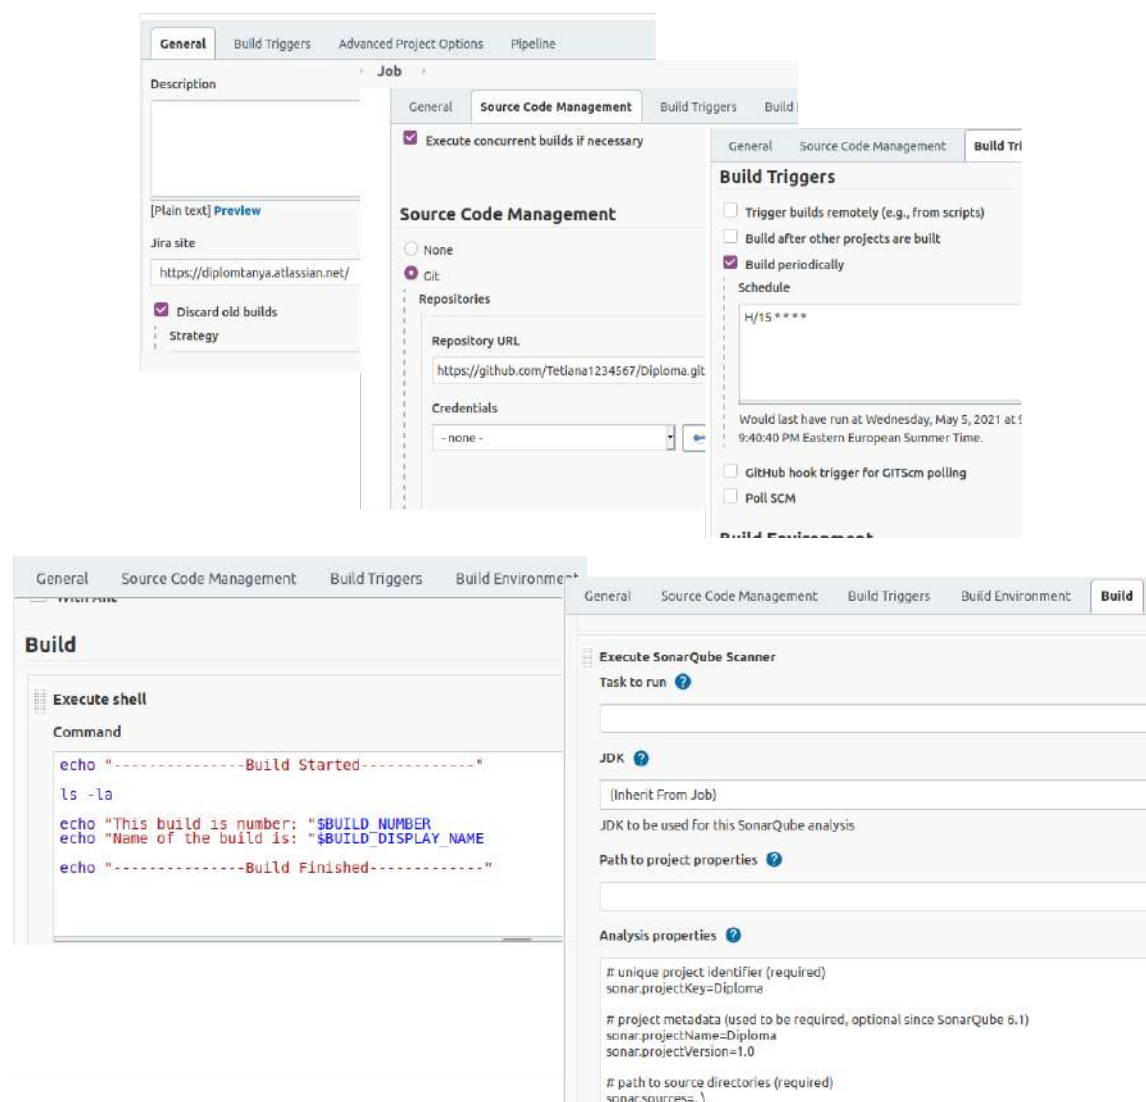 General Build Triggers Advanced Project Options Pipeline
Description
[Plain text] Preview
Jira site
https://diplomtanya.atlassian.net/
Discard old builds
Strategy
Job
General Source Code Management Build Triggers Build
Execute concurrent builds if necessary
Source Code Management
None
Git
Repositories
Repository URL
https://github.com/Tetiana1234567/Diploma.git
Credentials
- none -
General Source Code Management Build Tri
Build Triggers
Trigger builds remotely (e.g., from scripts)
Build after other projects are built
Build periodically
Schedule
H/15 * * * *
Would last have run at Wednesday, May 5, 2021 at 9
9:40:40 PM Eastern European Summer Time.
GitHub hook trigger for GITScm polling
Poll SCM
Build Environment
General Source Code Management Build Triggers Build Environment
With Ant
Build
Execute shell
Command
echo "---------------Build Started-------------"
ls -la
echo "This build is number: "$BUILD_NUMBER
echo "Name of the build is: "$BUILD_DISPLAY_NAME
echo "---------------Build Finished-------------"
General Source Code Management Build Triggers Build Environment Build
Execute SonarQube Scanner
Task to run ?
JDK ?
(Inherit From Job)
JDK to be used for this SonarQube analysis
Path to project properties ?
Analysis properties ?
# unique project identifier (required)
sonar.projectKey=Diploma
# project metadata (used to be required, optional since SonarQube 6.1)
sonar.projectName=Diploma
sonar.projectVersion=1.0
# path to source directories (required)
sonar.sources=. \